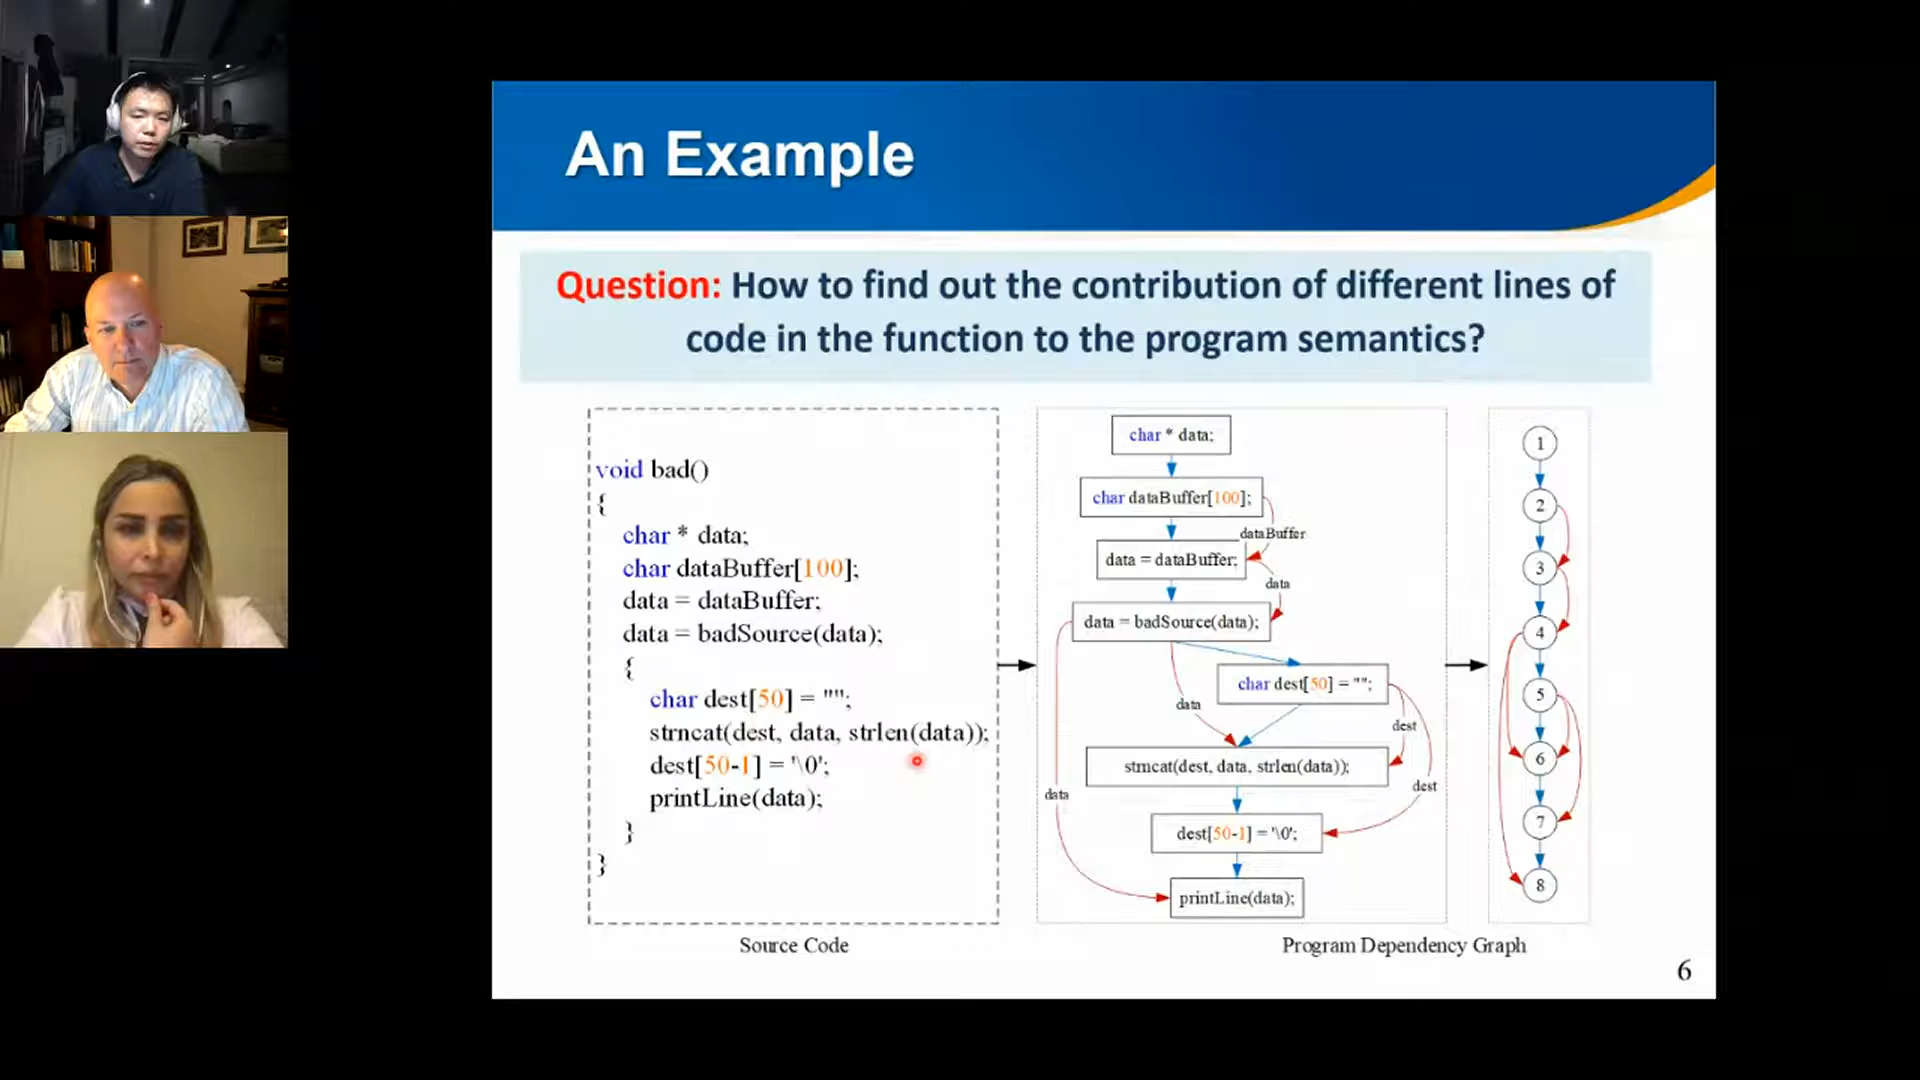 An Example
Question: How to find out the contribution of different lines of
code in the function to the program semantics?
void bad()
{
char * data;
char dataBuffer[100];
data = dataBuffer;
data = badSource(data);
{
char dest[50] = "";
strncat(dest, data, strlen(data));
dest[50-1] = '\0';
printLine(data);
}
}
Source Code
char * data;
char dataBuffer[100];
dataBuffer
data = dataBuffer;
data
data = badSource(data);
char dest[50] = "";
data
dest
strncat(dest, data, strlen(data));
dest
data
dest[50-1] = '\0';
printLine(data);
1
2
3
4
5
6
7
8
Program Dependency Graph
6